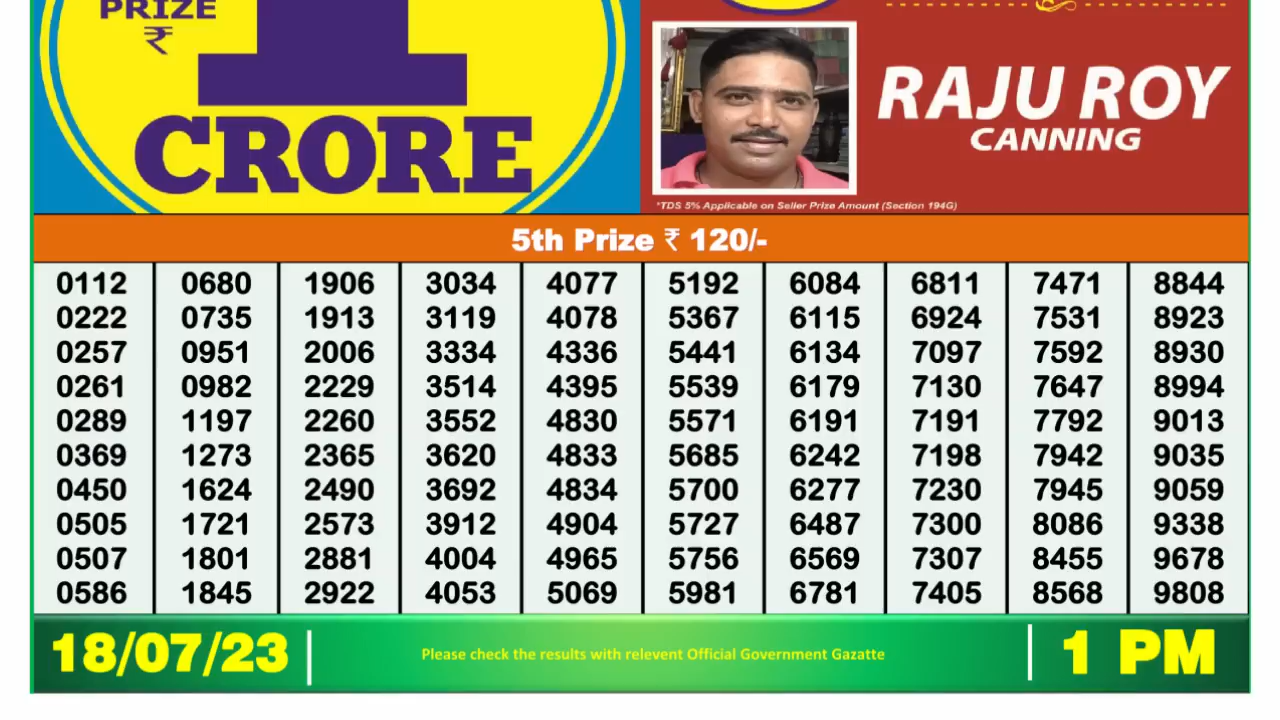 PRIZE
₹
1
CRORE
RAJU ROY
CANNING
*TDS 5% Applicable on Seller Prize Amount (Section 194G)
5th Prize ₹ 120/-
0112 0680 1906 3034 4077 5192 6084 6811 7471 8844
0222 0735 1913 3119 4078 5367 6115 6924 7531 8923
0257 0951 2006 3334 4336 5441 6134 7097 7592 8930
0261 0982 2229 3514 4395 5539 6179 7130 7647 8994
0289 1197 2260 3552 4830 5571 6191 7191 7792 9013
0369 1273 2365 3620 4833 5685 6242 7198 7942 9035
0450 1624 2490 3692 4834 5700 6277 7230 7945 9059
0505 1721 2573 3912 4904 5727 6487 7300 8086 9338
0507 1801 2881 4004 4965 5756 6569 7307 8455 9678
0586 1845 2922 4053 5069 5981 6781 7405 8568 9808
18/07/23
Please check the results with relevent Official Government Gazatte
1 PM